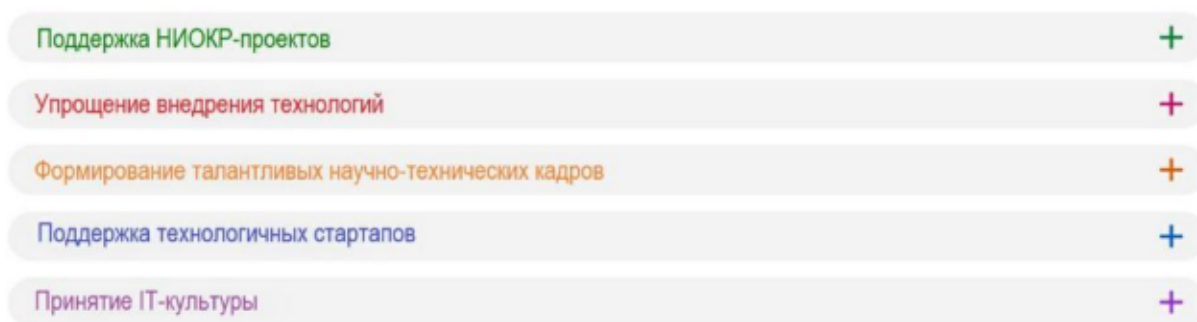 Поддержка НИОКР-проектов +
Упрощение внедрения технологий +
Формирование талантливых научно-технических кадров +
Поддержка технологичных стартапов +
Принятие IT-культуры +